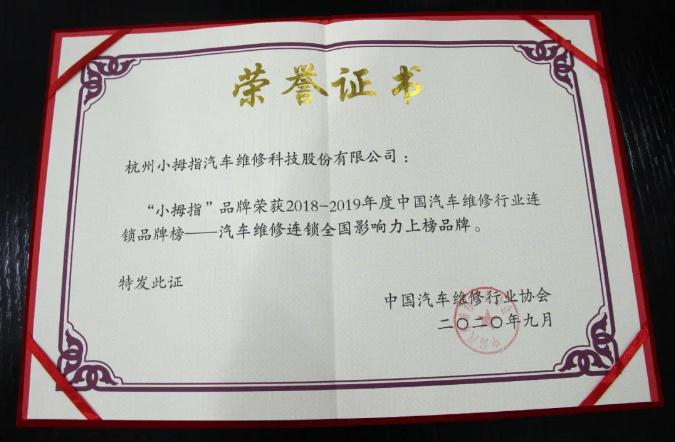 荣誉证书
杭州小拇指汽车维修科技股份有限公司：
“小拇指”品牌荣获2018-2019年度中国汽车维修行业连
锁品牌榜——汽车维修连锁全国影响力上榜品牌。
特发此证
中国汽车维修行业协会
二〇二〇年九月